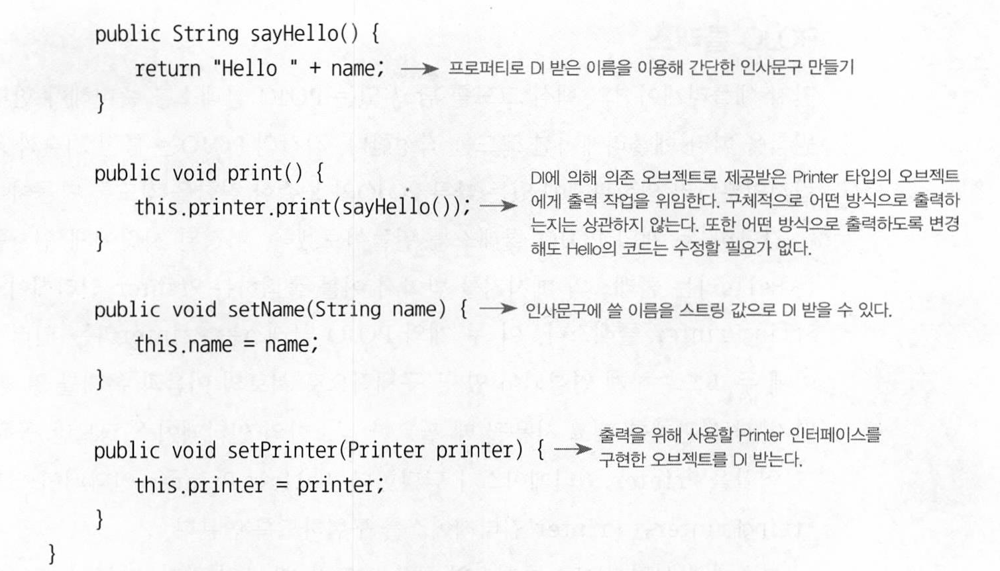 public String sayHello() {
return "Hello " + name; → 프로퍼티로 DI 받은 이름을 이용해 간단한 인사문구 만들기
}
public void print() {
this.printer.print(sayHello()); → DI에 의해 의존 오브젝트로 제공받은 Printer 타입의 오브젝트
에게 출력 작업을 위임한다. 구체적으로 어떤 방식으로 출력하
는지는 상관하지 않는다. 또한 어떤 방식으로 출력하도록 변경
해도 Hello의 코드는 수정할 필요가 없다.
}
public void setName(String name) { → 인사문구에 쓸 이름을 스트링 값으로 DI 받을 수 있다.
this.name = name;
}
public void setPrinter(Printer printer) { → 출력을 위해 사용할 Printer 인터페이스를
구현한 오브젝트를 DI 받는다.
this.printer = printer;
}
}